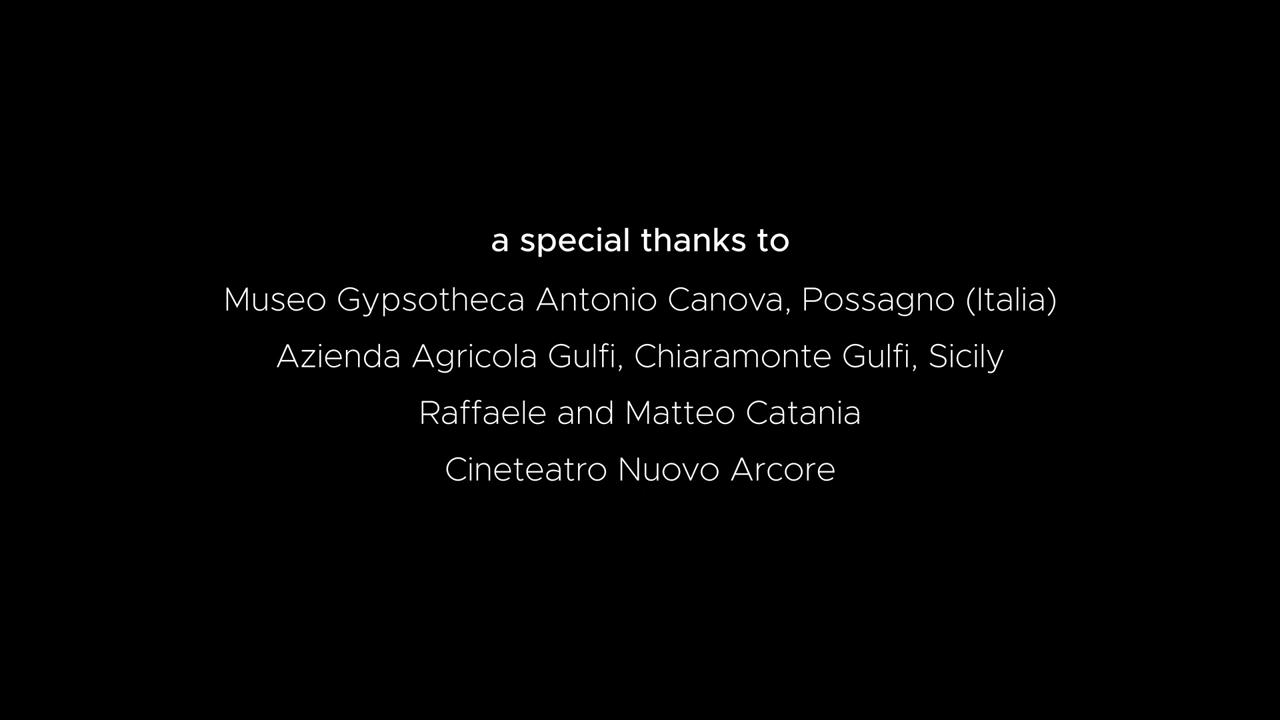 a special thanks to
Museo Gypsotheca Antonio Canova, Possagno (Italia)
Azienda Agricola Gulfi, Chiaramonte Gulfi, Sicily
Raffaele and Matteo Catania
Cineteatro Nuovo Arcore